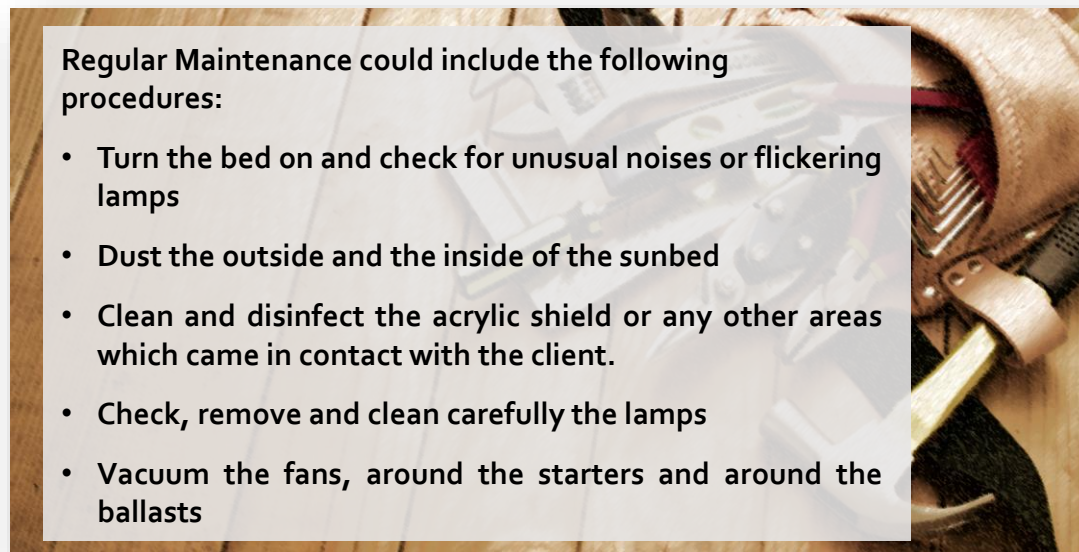 Regular Maintenance could include the following
procedures:
• Turn the bed on and check for unusual noises or flickering
lamps
• Dust the outside and the inside of the sunbed
• Clean and disinfect the acrylic shield or any other areas
which came in contact with the client.
• Check, remove and clean carefully the lamps
• Vacuum the fans, around the starters and around the
ballasts